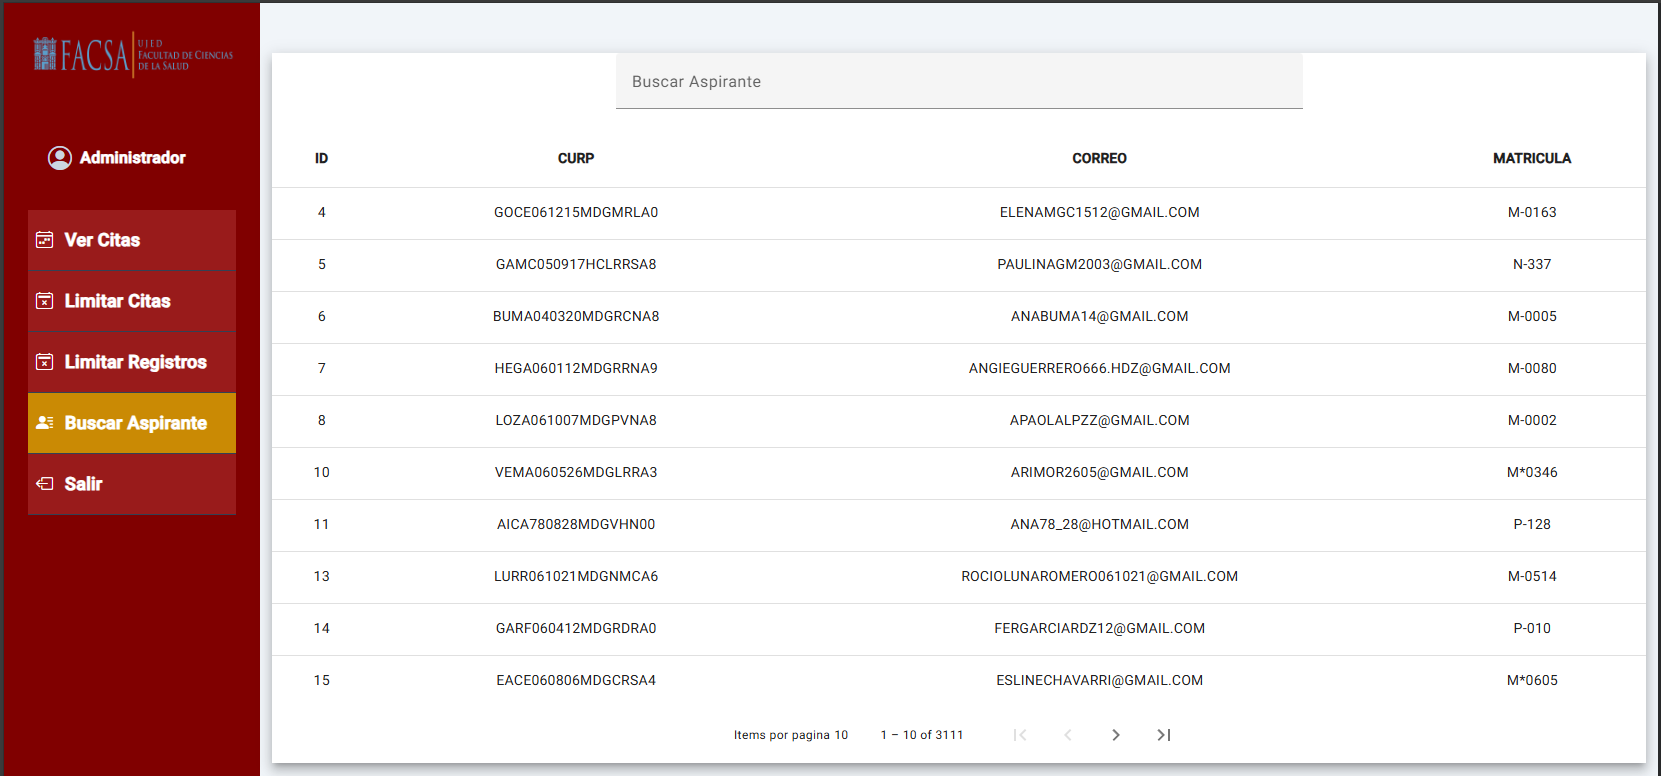 FACSA UJED
FACULTAD DE CIENCIAS
DE LA SALUD
Administrador
Ver Citas
Limitar Citas
Limitar Registros
Buscar Aspirante
Salir
Buscar Aspirante
ID CURP CORREO MATRICULA
4 GOCE061215MDGMRLA0 ELENAMGC1512@GMAIL.COM M-0163
5 GAMC050917HCLRRSA8 PAULINAGM2003@GMAIL.COM N-337
6 BUMA040320MDGRCNA8 ANABUMA14@GMAIL.COM M-0005
7 HEGA060112MDGRRNA9 ANGIEGUERRERO666.HDZ@GMAIL.COM M-0080
8 LOZA061007MDGPVNA8 APAOLALPZZ@GMAIL.COM M-0002
10 VEMA060526MDGLRRA3 ARIMOR2605@GMAIL.COM M*0346
11 AICA780828MDGVHN00 ANA78_28@HOTMAIL.COM P-128
13 LURR061021MDGNMCA6 ROCIOLUNAROMERO061021@GMAIL.COM M-0514
14 GARF060412MDGRDRA0 FERGARCIARDZ12@GMAIL.COM P-010
15 EACE060806MDGCRSA4 ESLINECHAVARRI@GMAIL.COM M*0605
Items por pagina 10 1 – 10 of 3111